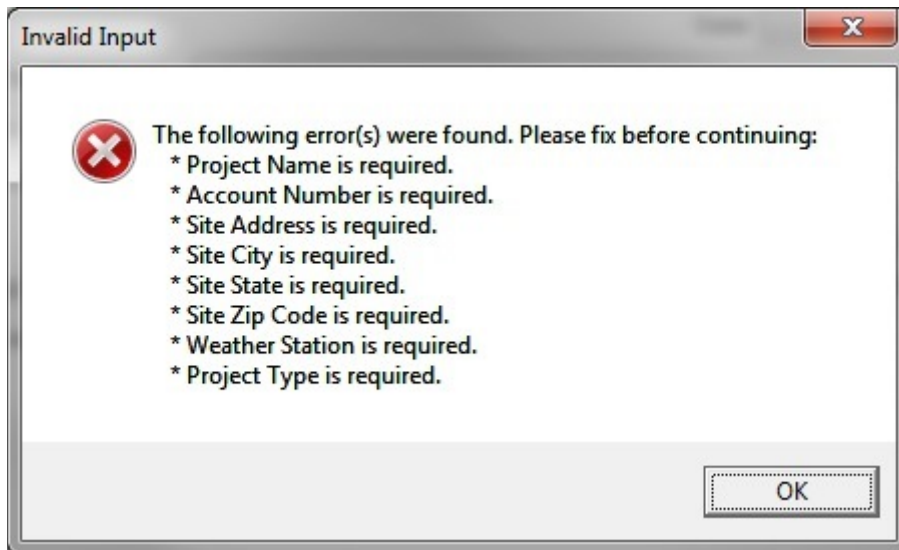 Invalid Input
The following error(s) were found. Please fix before continuing:
* Project Name is required.
* Account Number is required.
* Site Address is required.
* Site City is required.
* Site State is required.
* Site Zip Code is required.
* Weather Station is required.
* Project Type is required.
OK